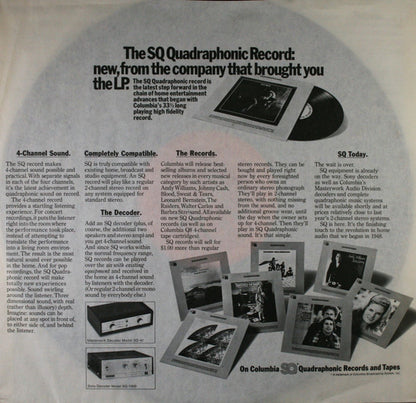 The SQ Quadraphonic Record:
new, from the company that brought you
the LP.
The SQ Quadraphonic record is
the latest step forward in the
chain of home entertainment
advances that began with
Columbia's 33⅓ long
playing high fidelity
record.
4-Channel Sound.
The SQ record makes
4-channel sound possible and
practical. With separate signals
in each of the four channels,
it's the latest achievement in
quadraphonic sound on record.
The 4-channel record
provides a startling listening
experience. For concert
recordings, it puts the listener
into the room where the
performance took place,
instead of attempting to
translate the performance
into a living room environ-
ment. The result is the most
natural sound ever possible
in the home. And for pop
recordings, the SQ Quadra-
phonic record will make
totally new experiences
possible. Sound swirling
around the listener. Three
dimensional sound, with real
(rather than illusory) depth.
Imagine: sounds can be
placed at any spot in front of,
to either side of, and behind
the listener.
Completely Compatible.
SQ is truly compatible with
existing home, broadcast and
studio equipment. An SQ
record will play like a regular
2-channel stereo record on
any system equipped for
standard stereo.
The Decoder.
Add an SQ decoder (plus, of
course, the additional two
speakers and stereo amp) and
you get 4-channel sound.
And since SQ works within
the normal frequency range,
SQ records can be played
over the air with existing
equipment and received in
the home as 4-channel sound
by listeners with the decoder.
(Or regular 2-channel or mono
sound by everybody else.)
Masterwork Decoder Model SQ-41
Sony Decoder Model SQ-1000
The Records.
Columbia will release best-
selling albums and selected
new releases in every musical
category by such artists as
Andy Williams, Johnny Cash,
Blood, Sweat & Tears,
Leonard Bernstein, The
Raiders, Walter Carlos and
Barbra Streisand. All available
on new SQ Quadraphonic
records (as well as on
Columbia Q8 4-channel
tape cartridges).
SQ records will sell for
$1.00 more than regular
stereo records. They can be
bought and played right
now by every farsighted
person who owns an
ordinary stereo phonograph
They'll play in 2-channel
stereo, with nothing missing
from the sound, and no
additional groove wear, until
the day when the owner sets
up for 4-channel. Then they'll
play in SQ Quadraphonic
sound. It's that simple.
SQ Today.
The wait is over.
SQ equipment is already
on the way. Sony decoders
as well as Columbia's
Masterwork Audio Division
decoders and complete
quadraphonic music systems
will be available shortly and at
prices relatively close to last
year's 2-channel stereo systems.
SQ is here. It's the finishing
touch to the revolution in home
sound that we began in 1948.
On Columbia SQ Quadraphonic Records and Tapes